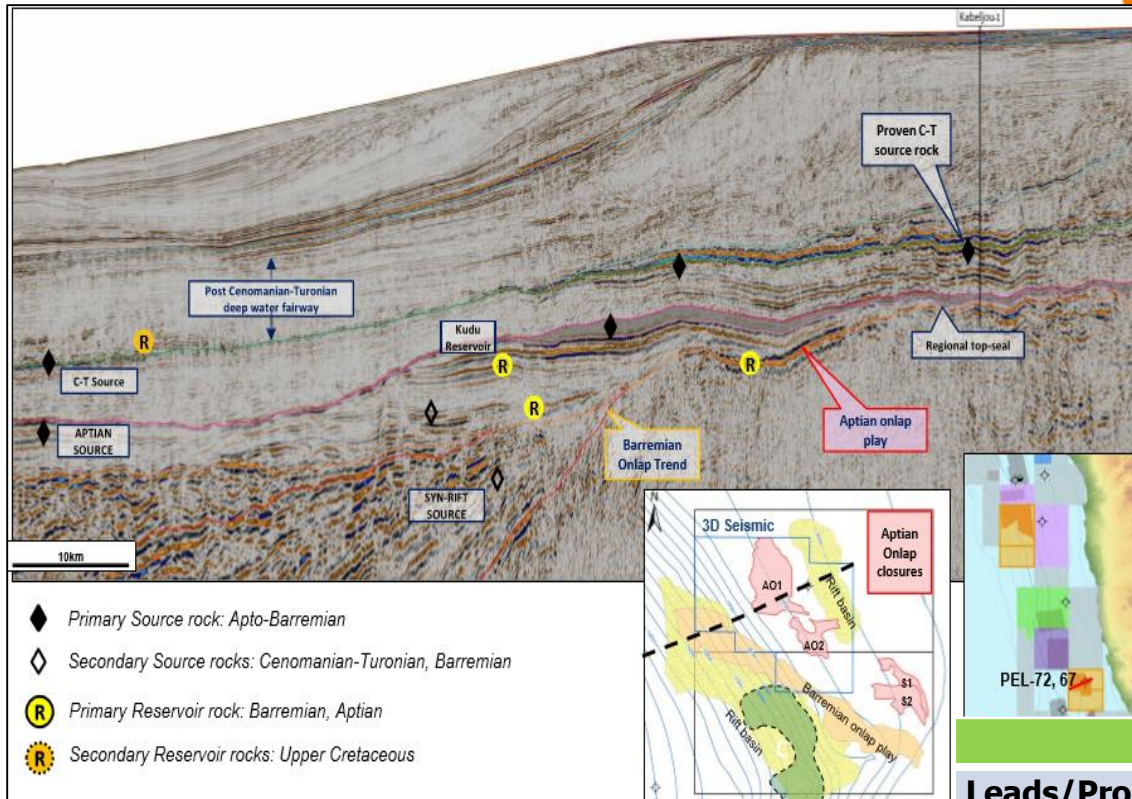 Kabeljou-1
Proven C-T
source rock
Post Cenomanian-Turonian
deep water fairway
Kudu
Reservoir
R
C-T Source
R
R
Regional top-seal
R
APTIAN
SOURCE
Barremian
Onlap Trend
Aptian onlap
play
SYN-RIFT
SOURCE
10km
N
3D Seismic
Aptian
Onlap
closures
AO1
Rift basin
AO2
S1
S2
Barremian onlap play
Rift basin
PEL-72, 67
Primary Source rock: Apto-Barremian
Secondary Source rocks: Cenomanian-Turonian, Barremian
R Primary Reservoir rock: Barremian, Aptian
R Secondary Reservoir rocks: Upper Cretaceous
Leads/Pro